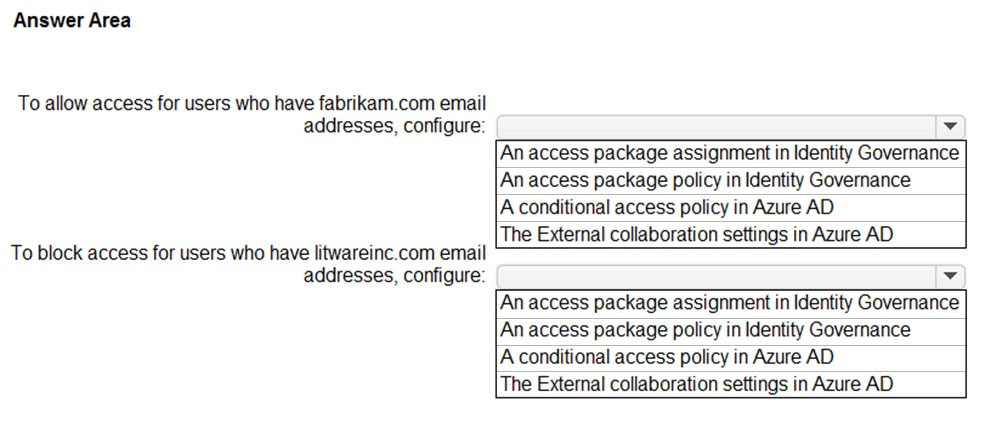 Answer Area
To allow access for users who have fabrikam.com email
addresses, configure:
An access package assignment in Identity Governance
An access package policy in Identity Governance
A conditional access policy in Azure AD
The External collaboration settings in Azure AD
To block access for users who have litwareinc.com email
addresses, configure:
An access package assignment in Identity Governance
An access package policy in Identity Governance
A conditional access policy in Azure AD
The External collaboration settings in Azure AD